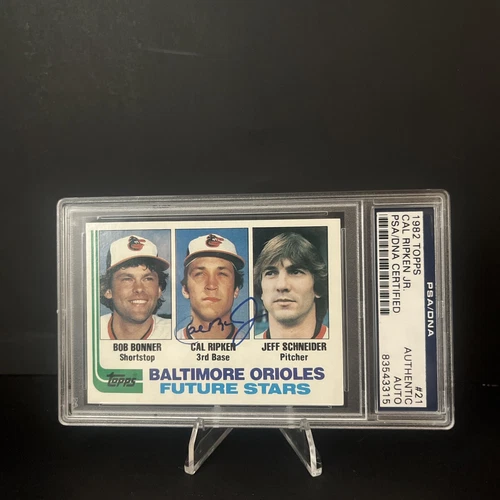 BOB BONNER
Shortstop
CAL RIPKEN
3rd Base
JEFF SCHNEIDER
Pitcher
Topps
BALTIMORE ORIOLES
FUTURE STARS
1982 TOPPS
CAL RIPKEN JR.
PSA/DNA CERTIFIED
#21
AUTHENTIC
AUTO
83543315
PSA/DNA